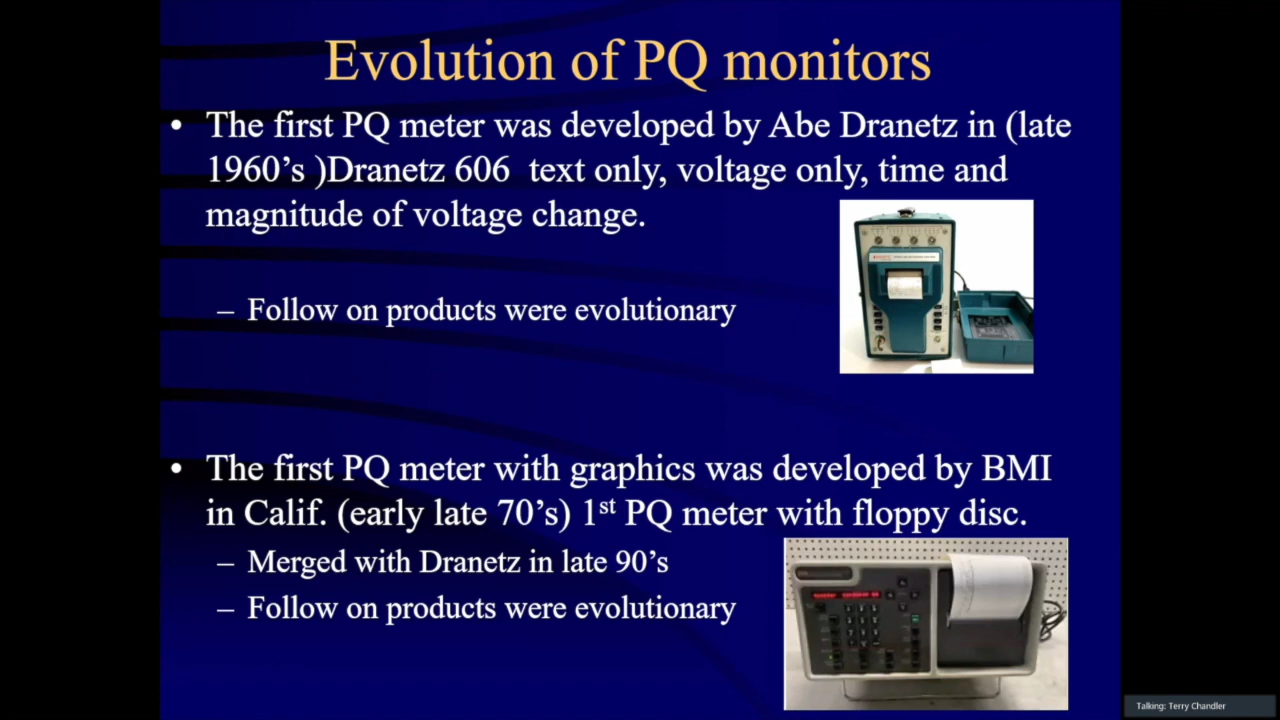 Evolution of PQ monitors
• The first PQ meter was developed by Abe Dranetz in (late
1960’s )Dranetz 606 text only, voltage only, time and
magnitude of voltage change.
– Follow on products were evolutionary
• The first PQ meter with graphics was developed by BMI
in Calif. (early late 70’s) 1st PQ meter with floppy disc.
– Merged with Dranetz in late 90’s
– Follow on products were evolutionary
Talking: Terry Chandler